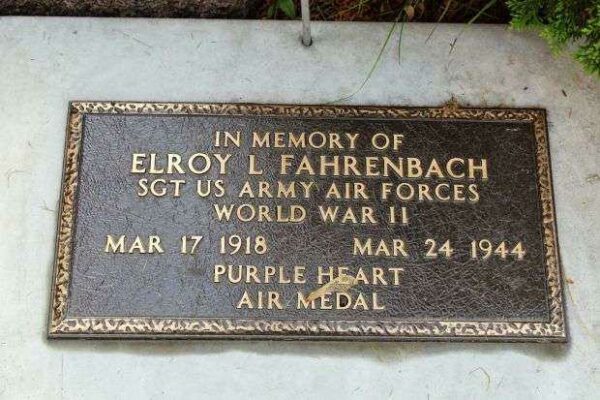 IN MEMORY OF
ELROY L FAHRENBACH
SGT US ARMY AIR FORCES
WORLD WAR II
MAR 17 1918 MAR 24 1944
PURPLE HEART
AIR MEDAL